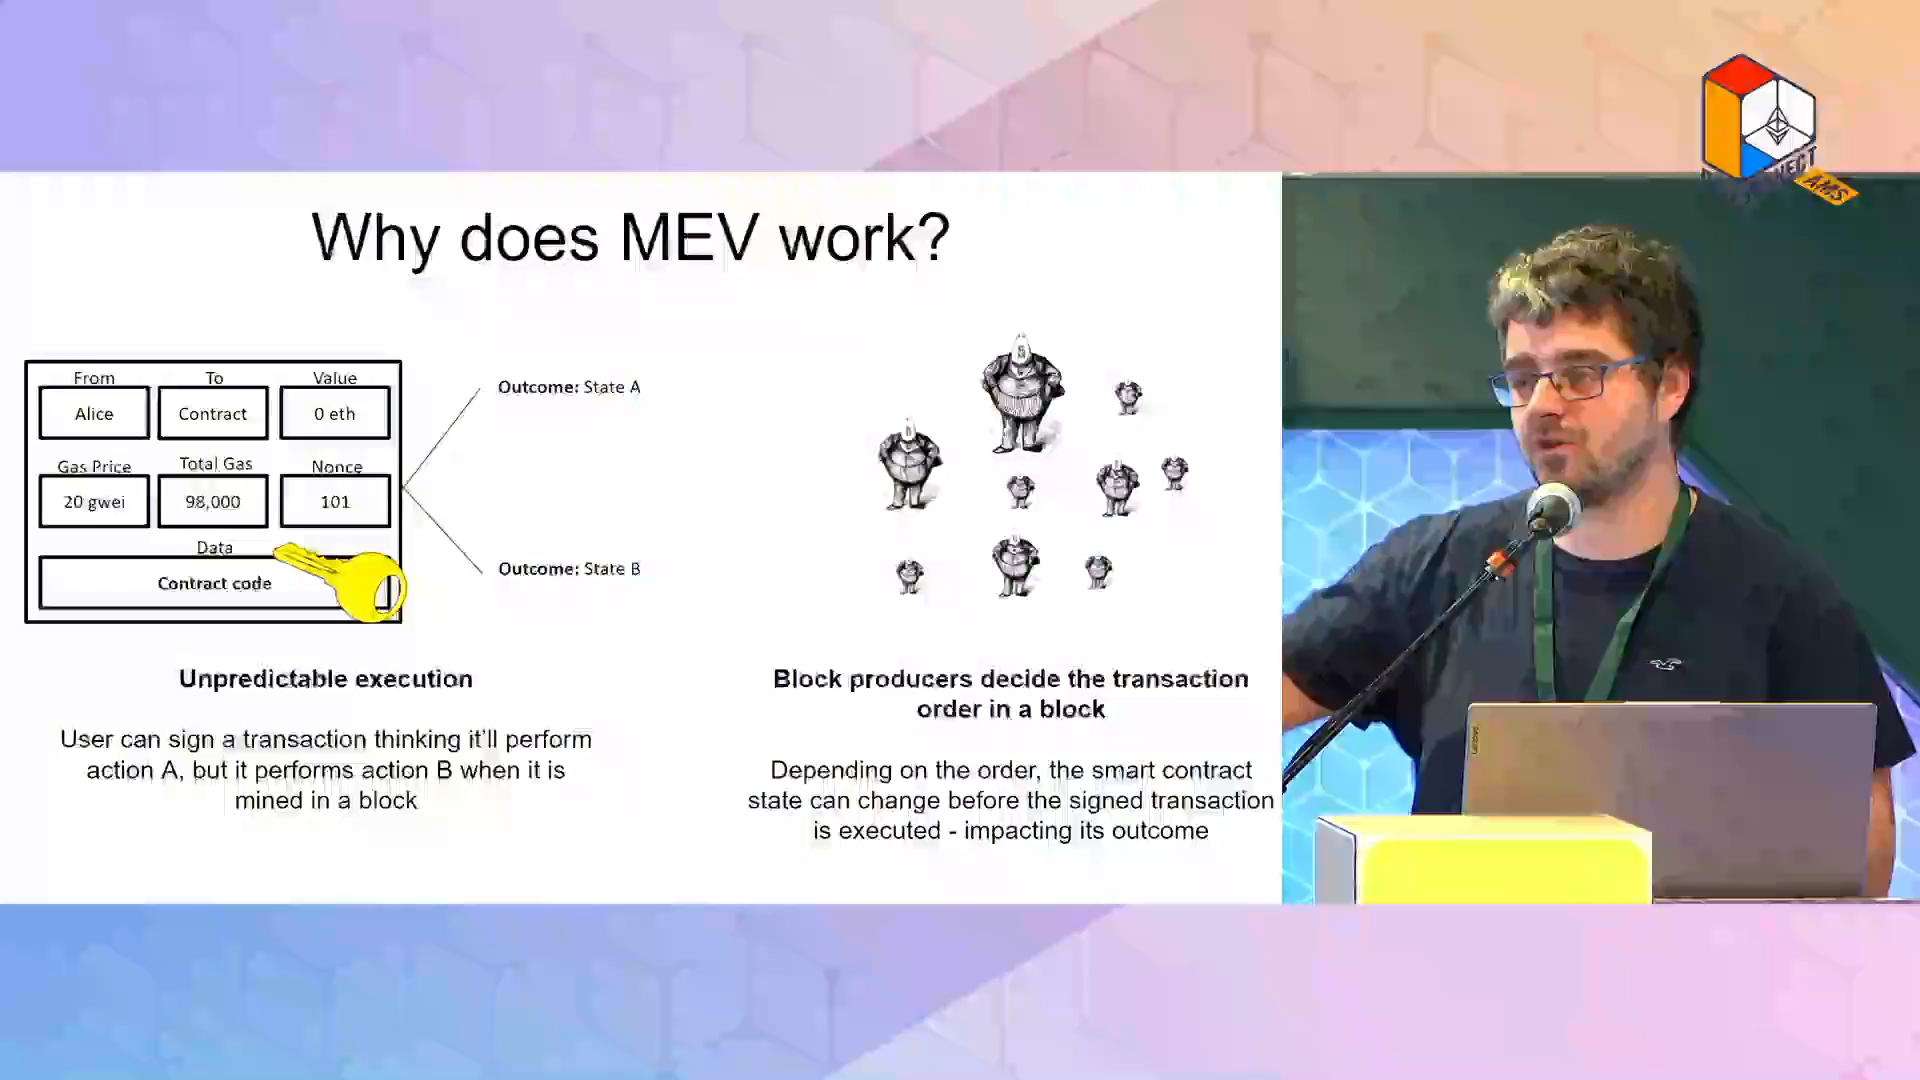 Why does MEV work?
From
To
Value
Alice
Contract
0 eth
Gas Price
Total Gas
Nonce
20 gwei
98,000
101
Data
Contract code
Outcome: State A
Outcome: State B
Unpredictable execution
User can sign a transaction thinking it'll perform
action A, but it performs action B when it is
mined in a block
Block producers decide the transaction
order in a block
Depending on the order, the smart contract
state can change before the signed transaction
is executed - impacting its outcome
AMS